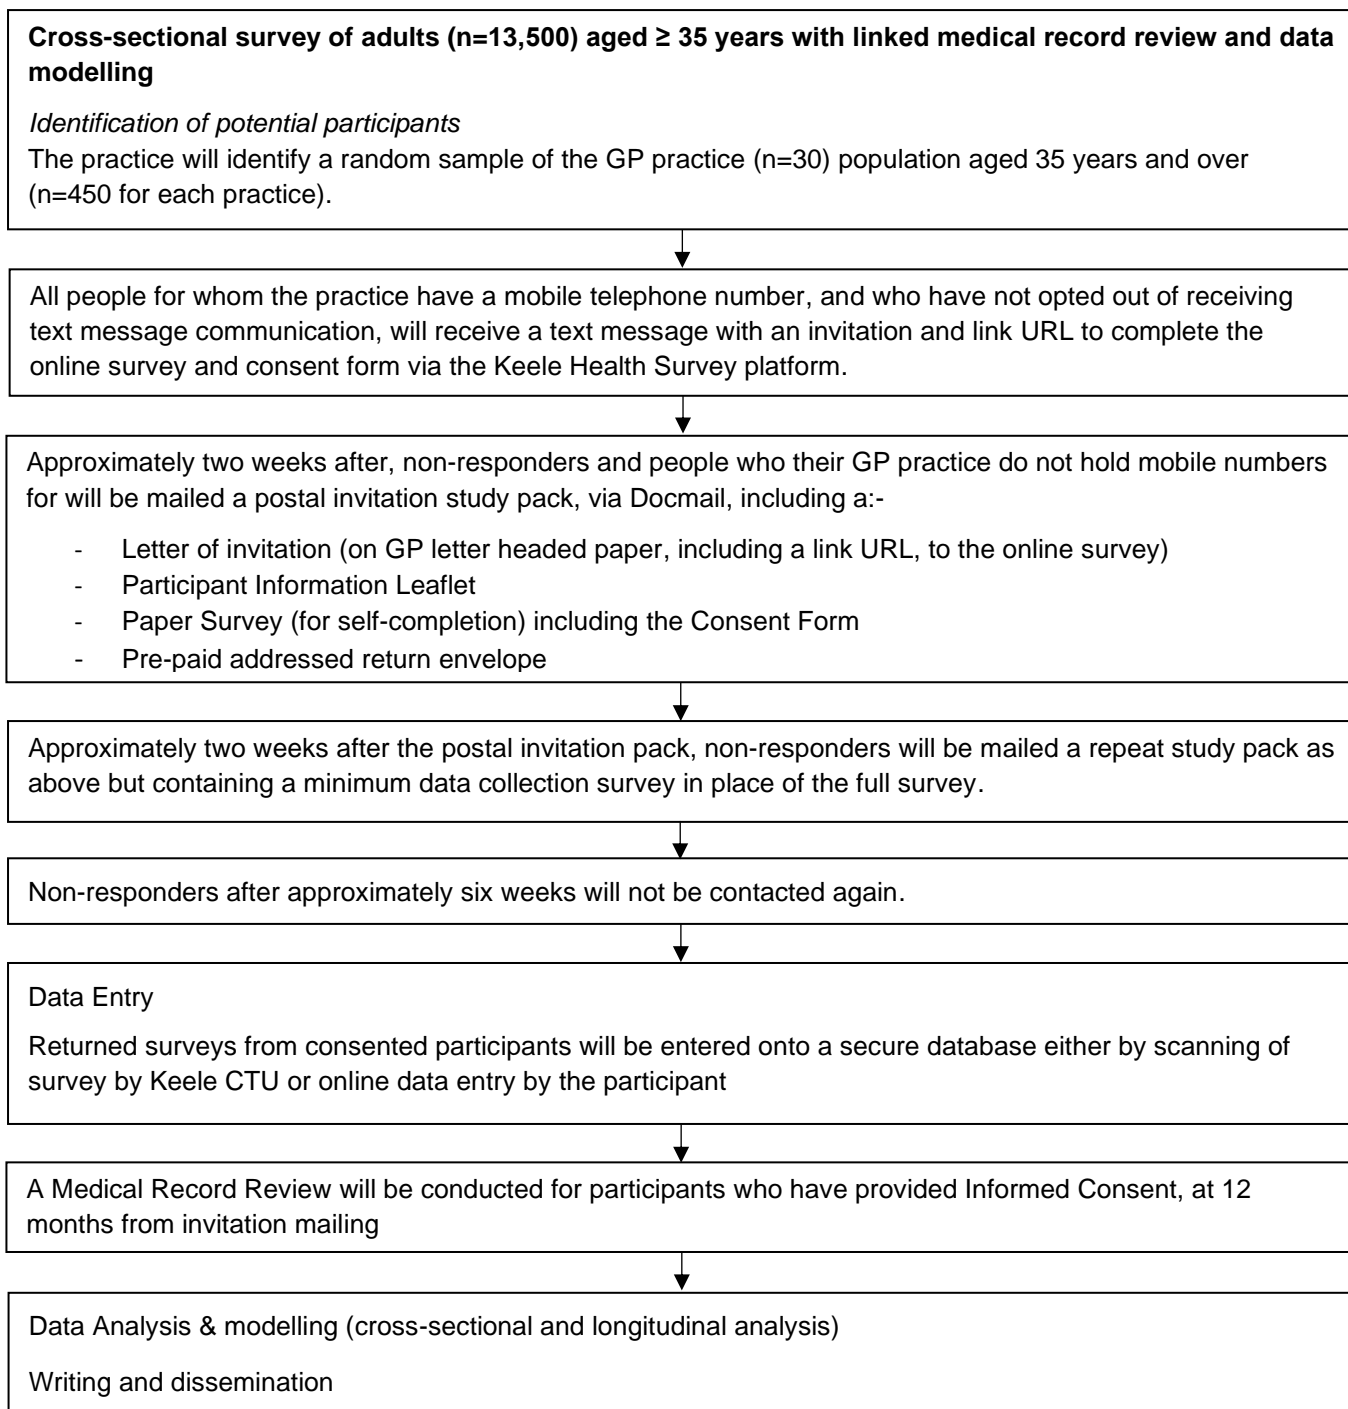 Cross-sectional survey of adults (n=13,500) aged ≥ 35 years with linked medical record review and data
modelling
Identification of potential participants
The practice will identify a random sample of the GP practice (n=30) population aged 35 years and over
(n=450 for each practice).
All people for whom the practice have a mobile telephone number, and who have not opted out of receiving
text message communication, will receive a text message with an invitation and link URL to complete the
online survey and consent form via the Keele Health Survey platform.
Approximately two weeks after, non-responders and people who their GP practice do not hold mobile numbers
for will be mailed a postal invitation study pack, via Docmail, including a:-
- Letter of invitation (on GP letter headed paper, including a link URL, to the online survey)
- Participant Information Leaflet
- Paper Survey (for self-completion) including the Consent Form
- Pre-paid addressed return envelope
Approximately two weeks after the postal invitation pack, non-responders will be mailed a repeat study pack as
above but containing a minimum data collection survey in place of the full survey.
Non-responders after approximately six weeks will not be contacted again.
Data Entry
Returned surveys from consented participants will be entered onto a secure database either by scanning of
survey by Keele CTU or online data entry by the participant
A Medical Record Review will be conducted for participants who have provided Informed Consent, at 12
months from invitation mailing
Data Analysis & modelling (cross-sectional and longitudinal analysis)
Writing and dissemination